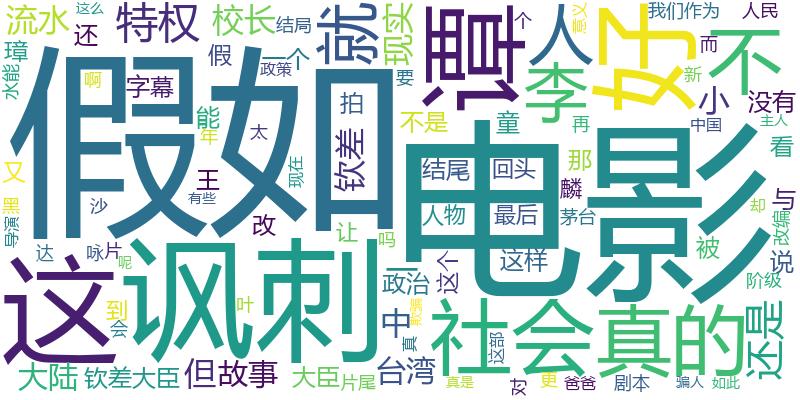 流水
特权
校长
结局
就
现实
谭
人
意义
好
我们作为
人民
这么
还
璋
水能
假
一个
政策
个
不
啊
字幕
假如
要
李
新
而
小
没有
拍
能
年
太
不是
童
再
中国
主人
看
又
王
钦差
电影
结尾
回头
那
黑
沙
有些
现在
麟
与
导演
改
人物
最后
茅台
却
改编
达
咏
片
让
吗
这样
被
说
这
讽刺
呢
一
政治
这个
阶级
到
会
叶
中
真
社会
真的
还是
这部
大陆
钦差大臣
但
故事
大臣
片尾
台湾
真是
对
更
爸爸
剧本
骗人
如此